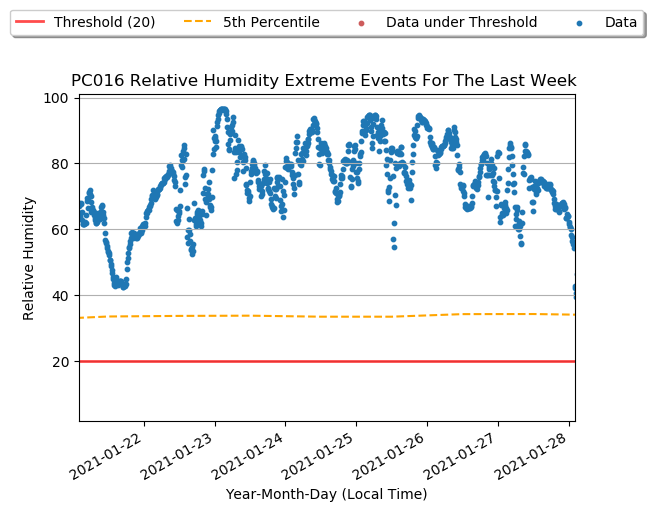 Threshold (20) 5th Percentile Data under Threshold Data
PC016 Relative Humidity Extreme Events For The Last Week
100
80
60
40
20
Relative Humidity
2021-01-22 2021-01-23 2021-01-24 2021-01-25 2021-01-26 2021-01-27 2021-01-28
Year-Month-Day (Local Time)